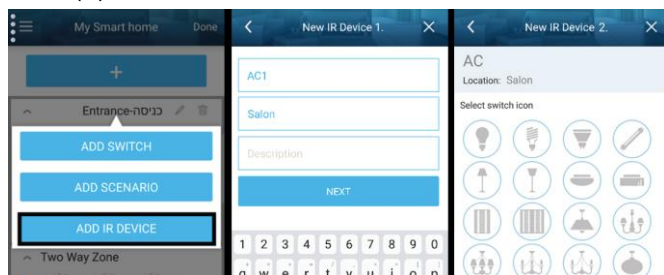 My Smart home Done
+
Entrance-כניסה
ADD SWITCH
ADD SCENARIO
ADD IR DEVICE
Two Way Zone
New IR Device 1.
AC1
Salon
Description
NEXT
1 2 3 4 5 6 7 8 9 0
q w e r t y u i o p
New IR Device 2.
AC
Location: Salon
Select switch icon